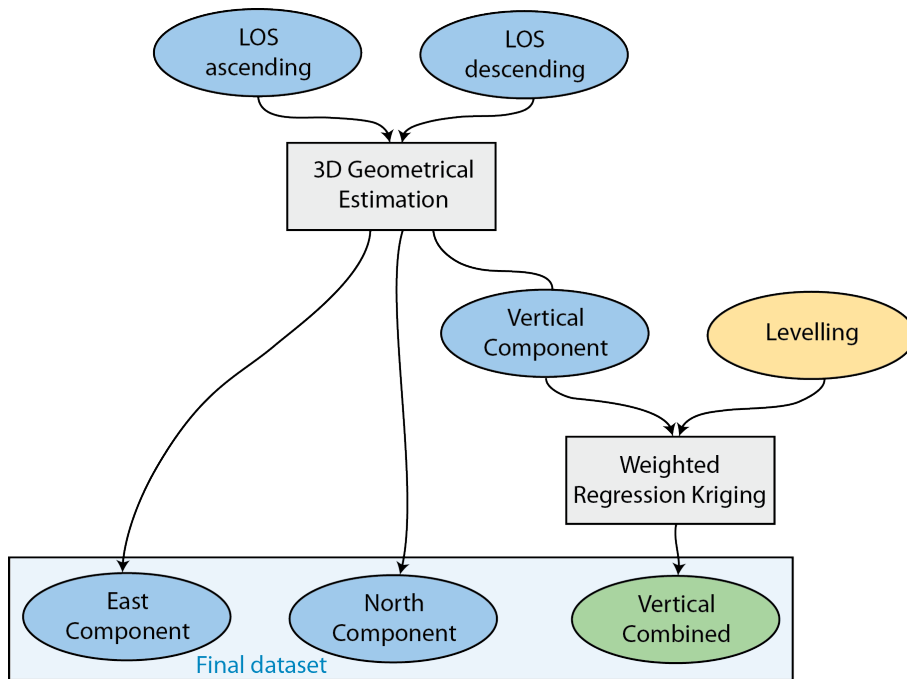 LOS
ascending
LOS
descending
3D Geometrical
Estimation
Vertical
Component
Levelling
Weighted
Regression Kriging
East
Component
North
Component
Vertical
Combined
Final dataset